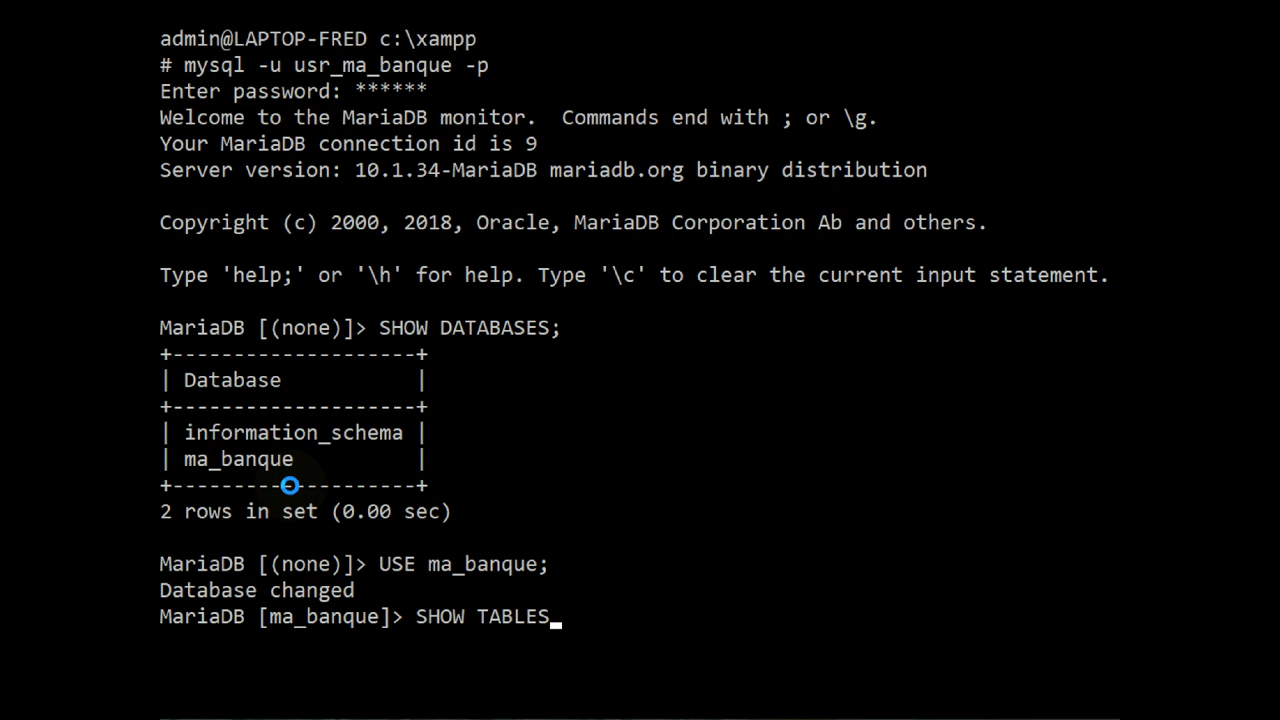 admin@LAPTOP-FRED c:\xampp
# mysql -u usr_ma_banque -p
Enter password: ******
Welcome to the MariaDB monitor.  Commands end with ; or \g.
Your MariaDB connection id is 9
Server version: 10.1.34-MariaDB mariadb.org binary distribution
Copyright (c) 2000, 2018, Oracle, MariaDB Corporation Ab and others.
Type 'help;' or '\h' for help. Type '\c' to clear the current input statement.
MariaDB [(none)]> SHOW DATABASES;
+--------------------+
| Database           |
+--------------------+
| information_schema |
| ma_banque          |
+--------------------+
2 rows in set (0.00 sec)
MariaDB [(none)]> USE ma_banque;
Database changed
MariaDB [ma_banque]> SHOW TABLES